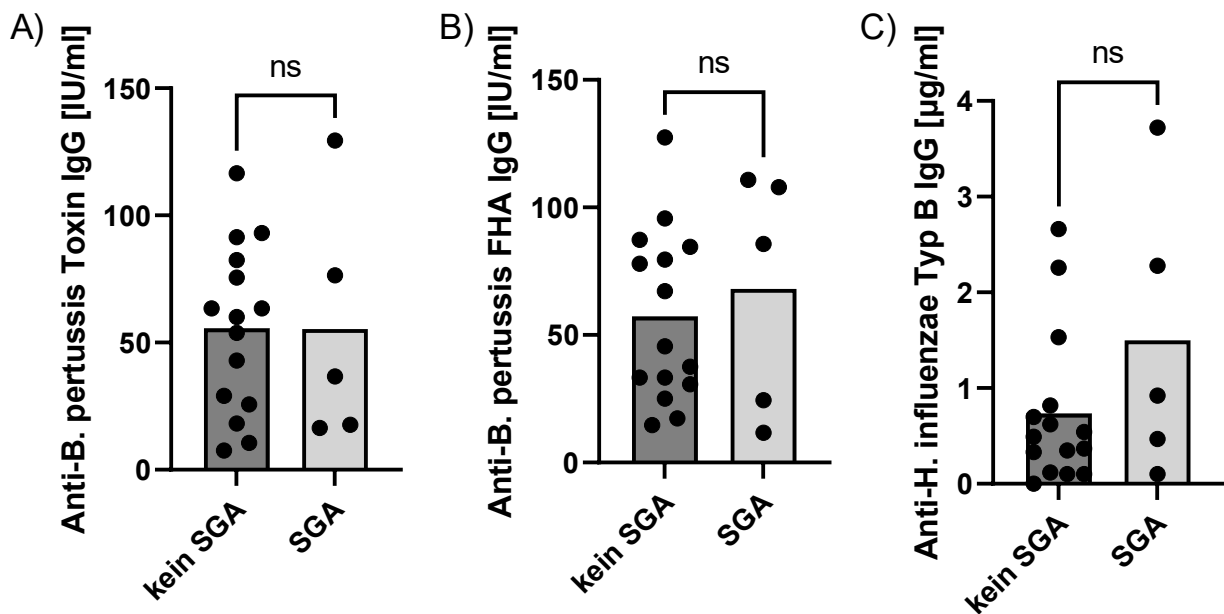 A)
Anti-B. pertussis Toxin IgG [IU/ml]
150
100
50
0
ns
kein SGA
SGA
B)
Anti-B. pertussis FHA IgG [IU/ml]
150
100
50
0
ns
kein SGA
SGA
C)
Anti-H. influenzae Typ B IgG [µg/ml]
4
3
2
1
0
ns
kein SGA
SGA